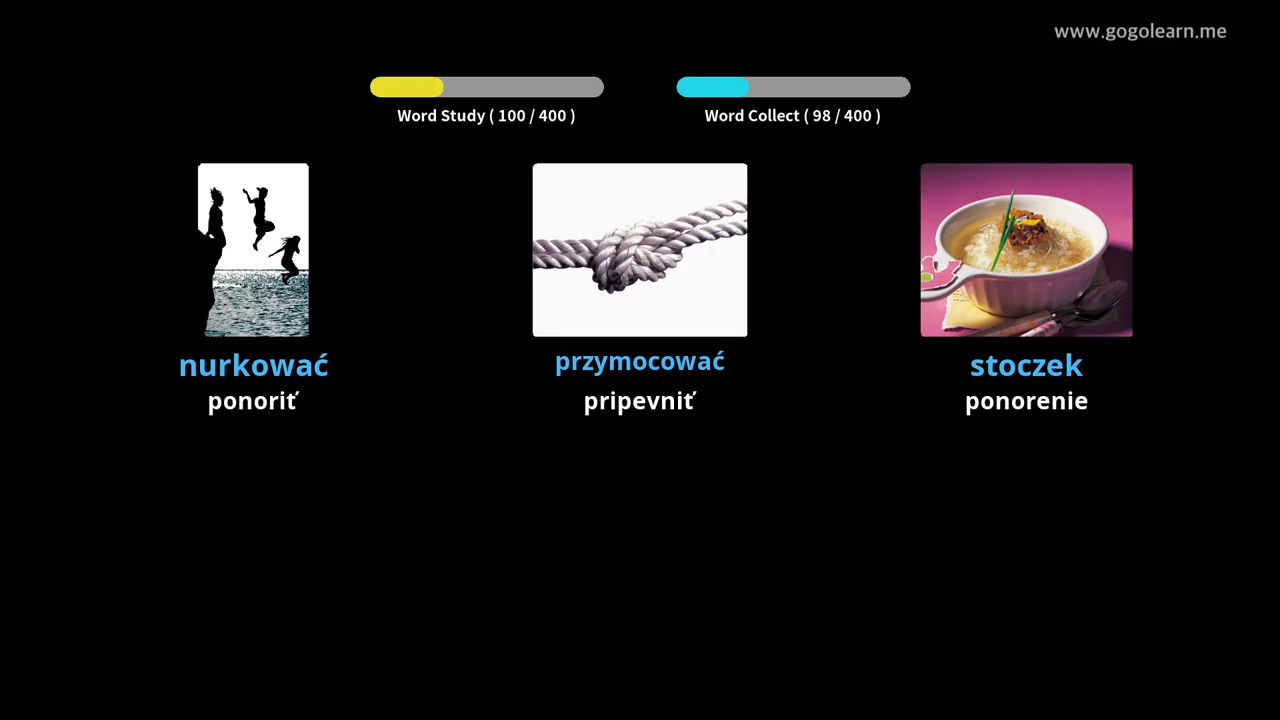 www.gogolearn.me
Word Study ( 100 / 400 )
Word Collect ( 98 / 400 )
nurkować
ponoriť
przymocować
pripevniť
stoczek
ponorenie